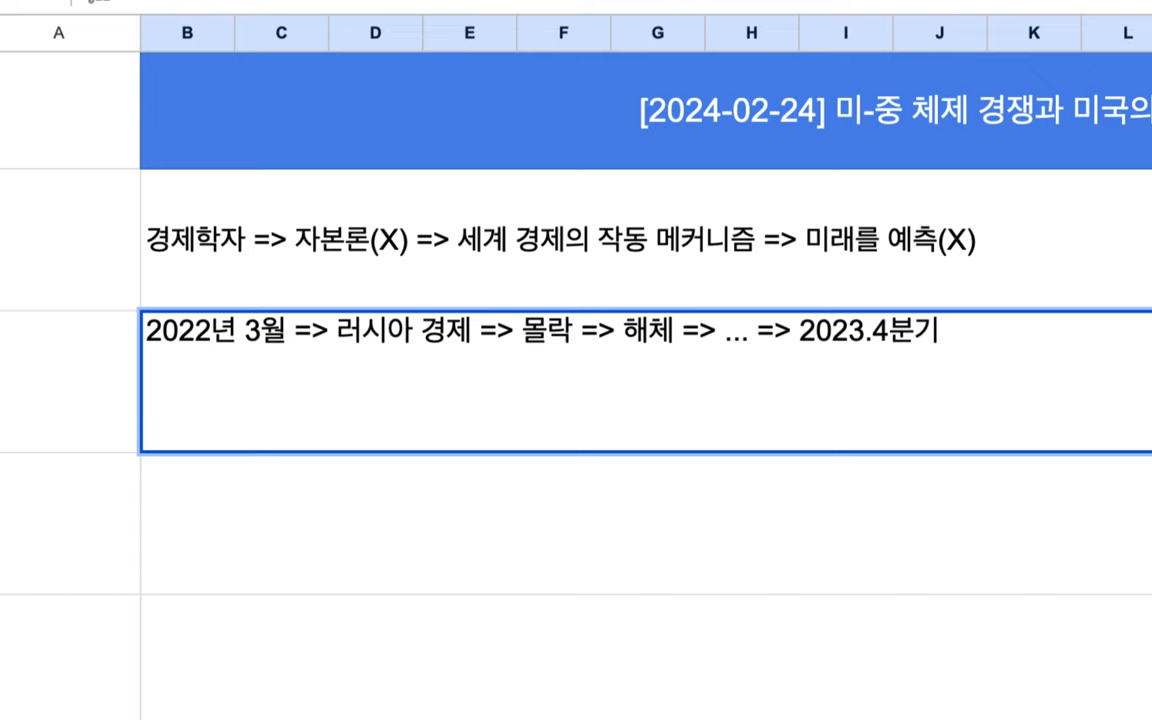 A B C D E F G H I J K L
[2024-02-24] 미-중 체제 경쟁과 미국의
경제학자 => 자본론(X) => 세계 경제의 작동 메커니즘 => 미래를 예측(X)
2022년 3월 => 러시아 경제 => 몰락 => 해체 => ... => 2023.4분기